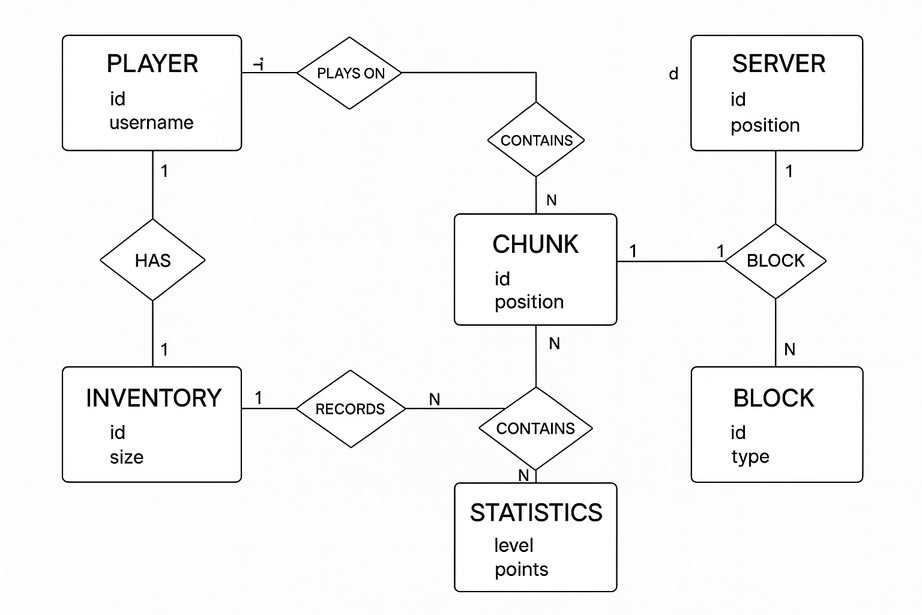 PLAYER
id
username
PLAYS ON
d
SERVER
id
position
CONTAINS
1
1
N
HAS
CHUNK
id
position
1
1
BLOCK
1
N
N
INVENTORY
id
size
1
RECORDS
N
CONTAINS
BLOCK
id
type
N
STATISTICS
level
points